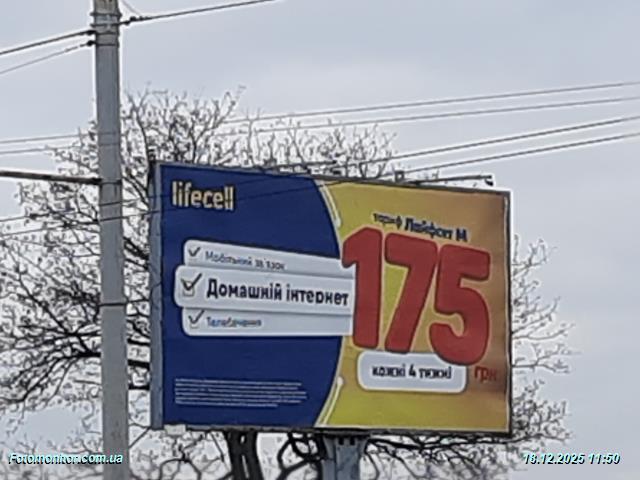 lifecell
тариф Лайфхіт М
175
грн
кожні 4 тижні
Мобільний зв'язок
Домашній інтернет
Телебачення
Fotomonitor.com.ua
18.12.2025 11:50